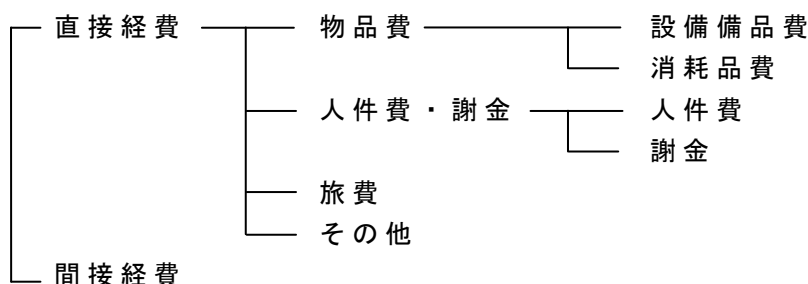 直接経費 物品費 設備備品費
消耗品費
人件費・謝金 人件費
謝金
旅費
その他
間接経費